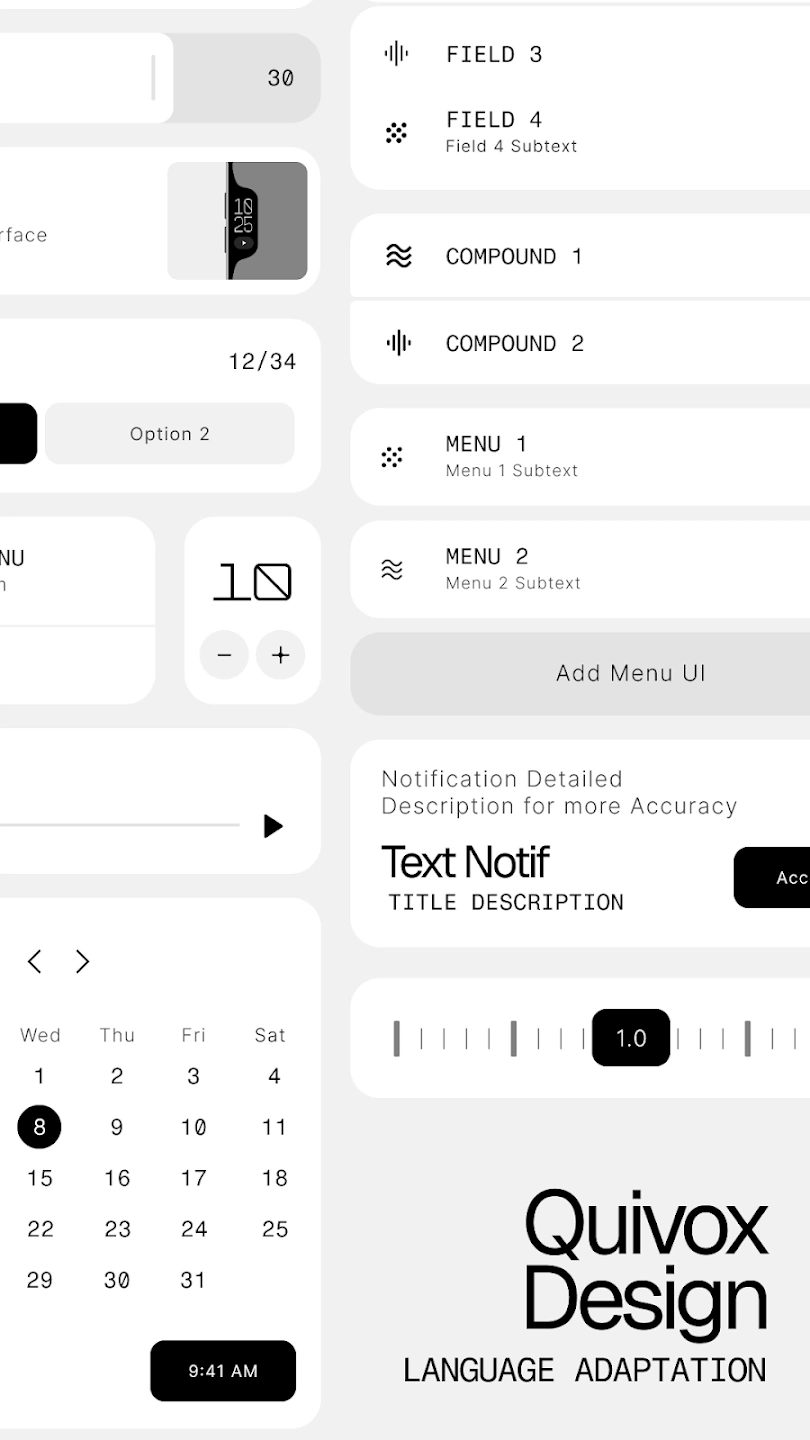 30
rface
10
25
12/34
Option 2
NU
n
10
Wed Thu Fri Sat
1 2 3 4
8 9 10 11
15 16 17 18
22 23 24 25
29 30 31
9:41 AM
FIELD 3
FIELD 4
Field 4 Subtext
COMPOUND 1
COMPOUND 2
MENU 1
Menu 1 Subtext
MENU 2
Menu 2 Subtext
Add Menu UI
Notification Detailed
Description for more Accuracy
Text Notif
TITLE DESCRIPTION
Acc
1.0
Quivox
Design
LANGUAGE ADAPTATION